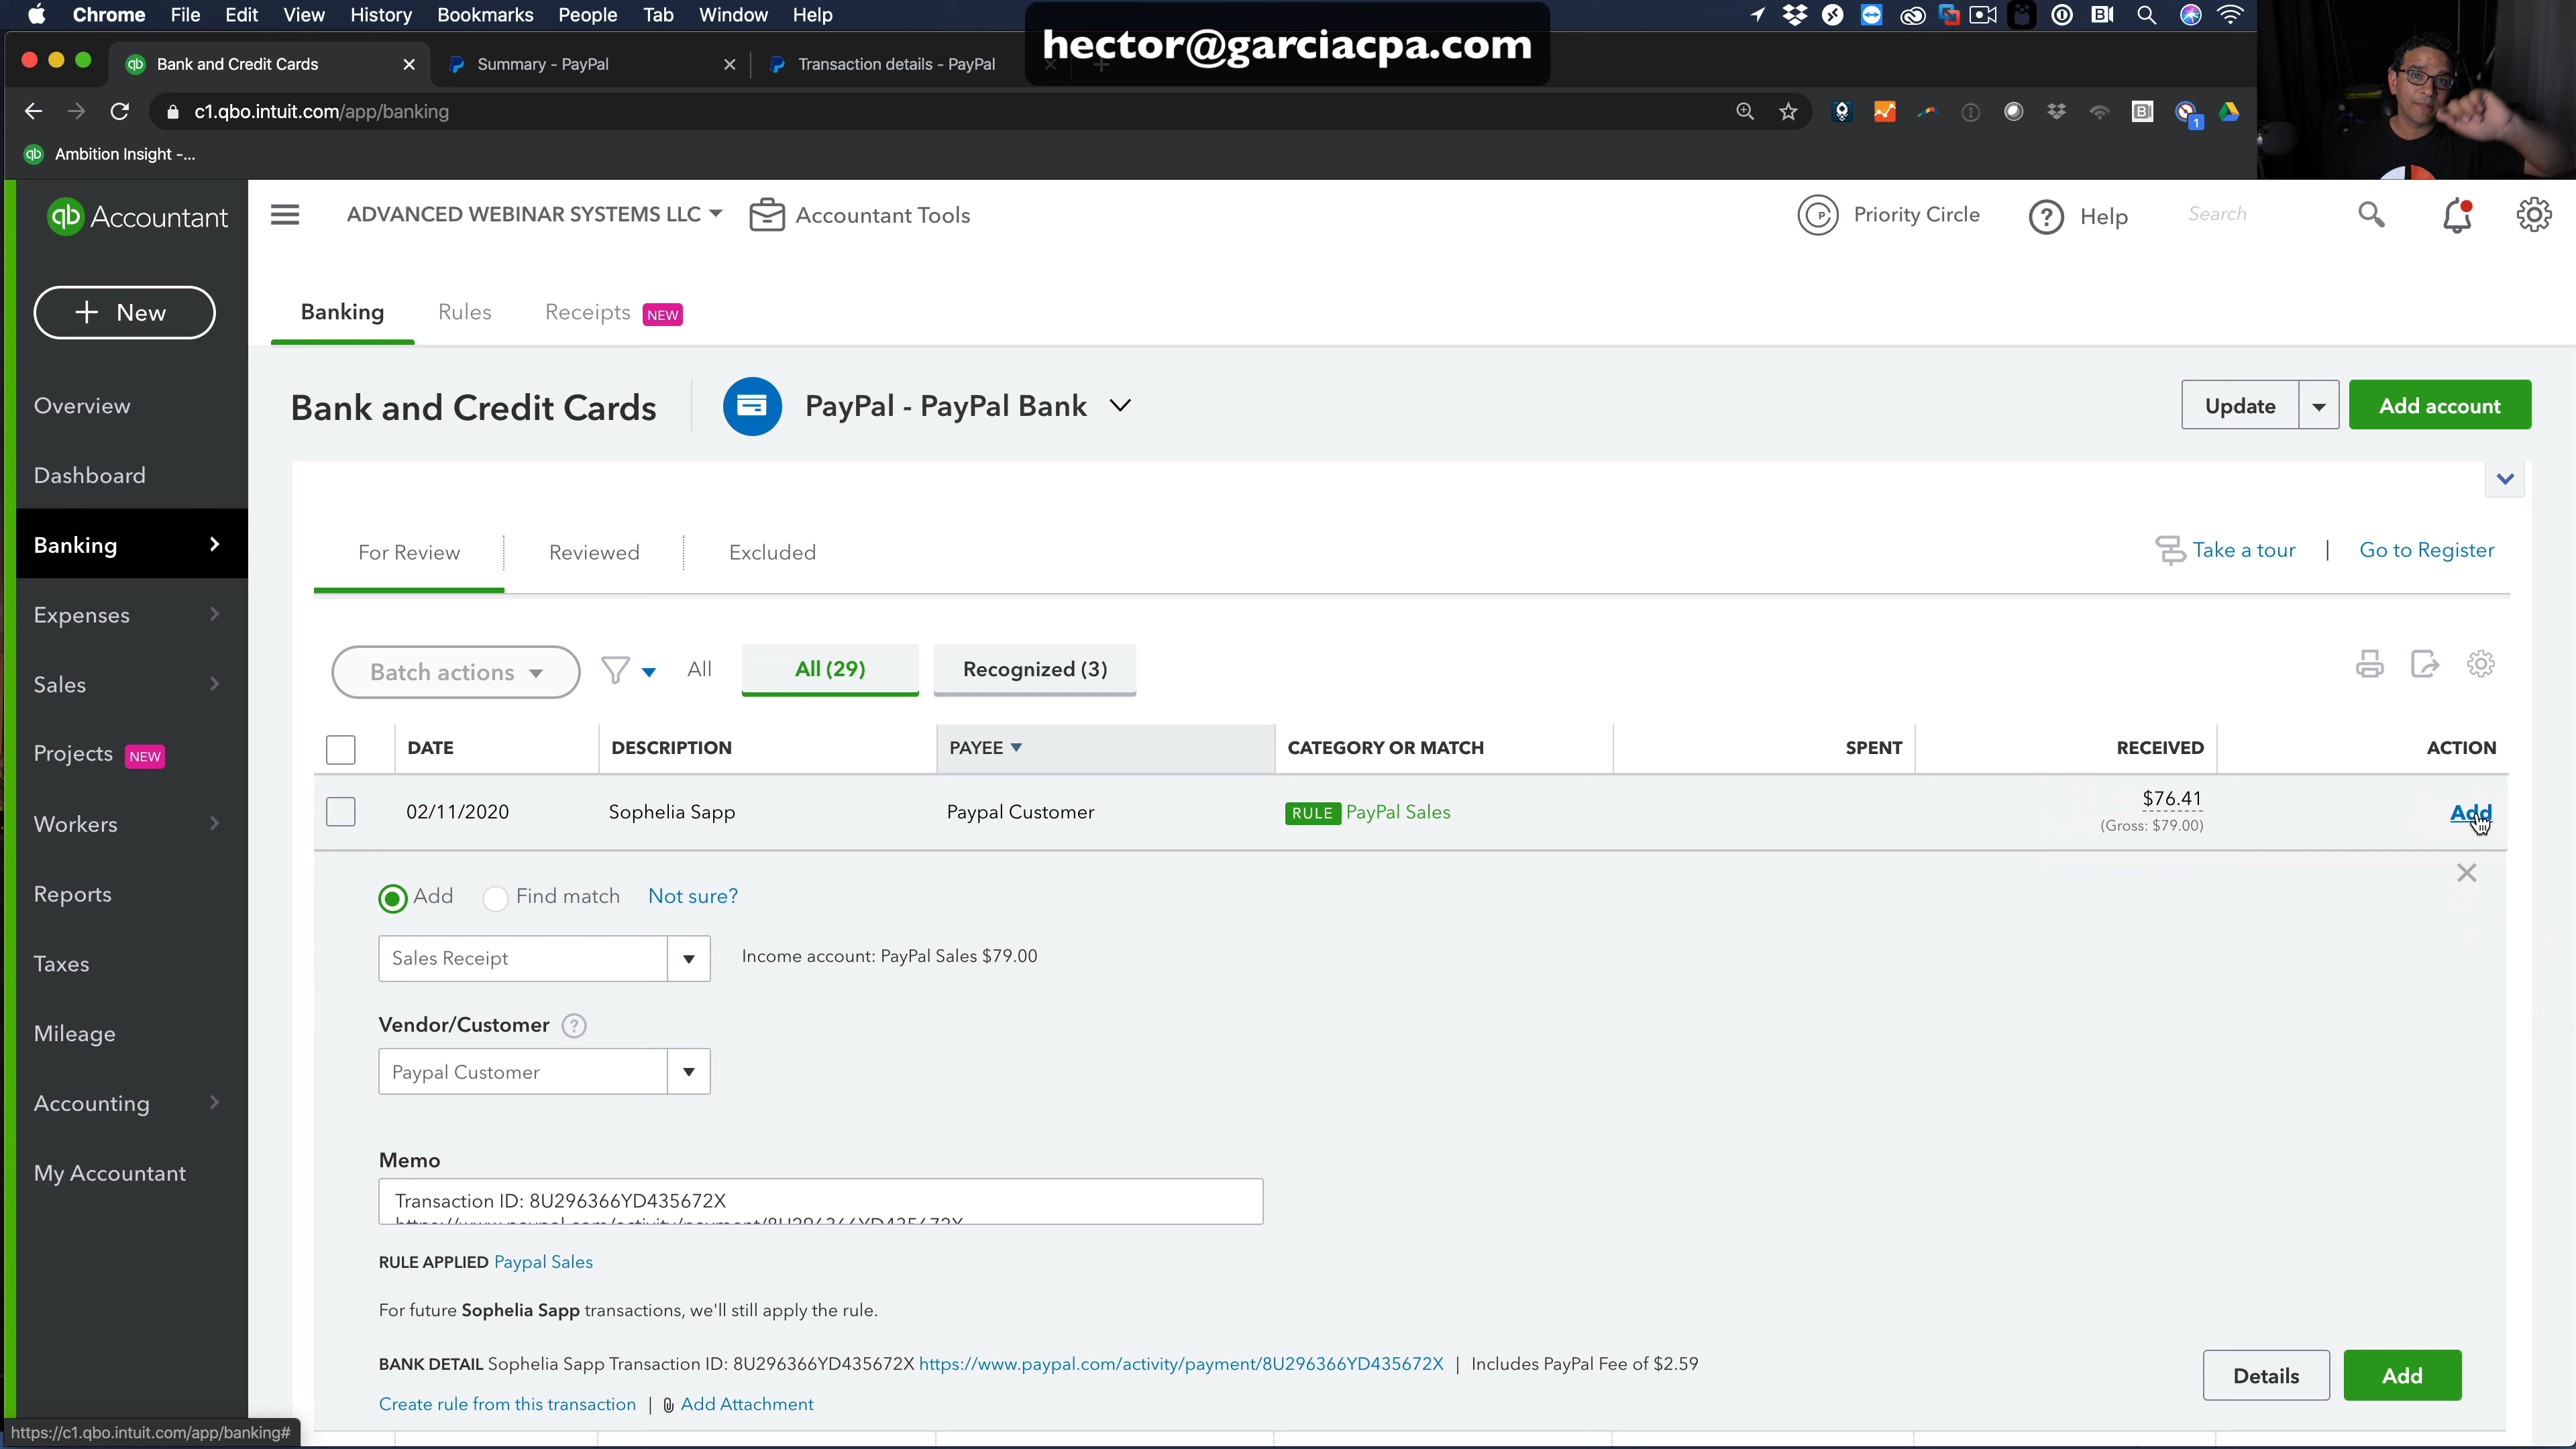 Chrome File Edit View History Bookmarks People Tab Window Help
hector@garciacpa.com
Bank and Credit Cards
Summary - PayPal
Transaction details - PayPal
c1.qbo.intuit.com/app/banking
1
Ambition Insight -...
qb Accountant
ADVANCED WEBINAR SYSTEMS LLC
Accountant Tools
Priority Circle
Help
Search
+ New
Banking
Rules
Receipts NEW
Overview
Dashboard
Banking
Expenses
Sales
Projects NEW
Workers
Reports
Taxes
Mileage
Accounting
My Accountant
Bank and Credit Cards
PayPal - PayPal Bank
Update
Add account
For Review
Reviewed
Excluded
Take a tour | Go to Register
Batch actions
All
All (29)
Recognized (3)
DATE DESCRIPTION PAYEE CATEGORY OR MATCH SPENT RECEIVED ACTION
02/11/2020 Sophelia Sapp Paypal Customer RULE PayPal Sales $76.41 Add
(Gross: $79.00)
Add Find match Not sure?
Sales Receipt
Income account: PayPal Sales $79.00
Vendor/Customer ?
Paypal Customer
Memo
Transaction ID: 8U296366YD435672X
https://www.paypal.com/activity/payment/8U296366YD435672X
RULE APPLIED Paypal Sales
For future Sophelia Sapp transactions, we'll still apply the rule.
BANK DETAIL Sophelia Sapp Transaction ID: 8U296366YD435672X https://www.paypal.com/activity/payment/8U296366YD435672X | Includes PayPal Fee of $2.59
Details
Add
Create rule from this transaction | Add Attachment
https://c1.qbo.intuit.com/app/banking#